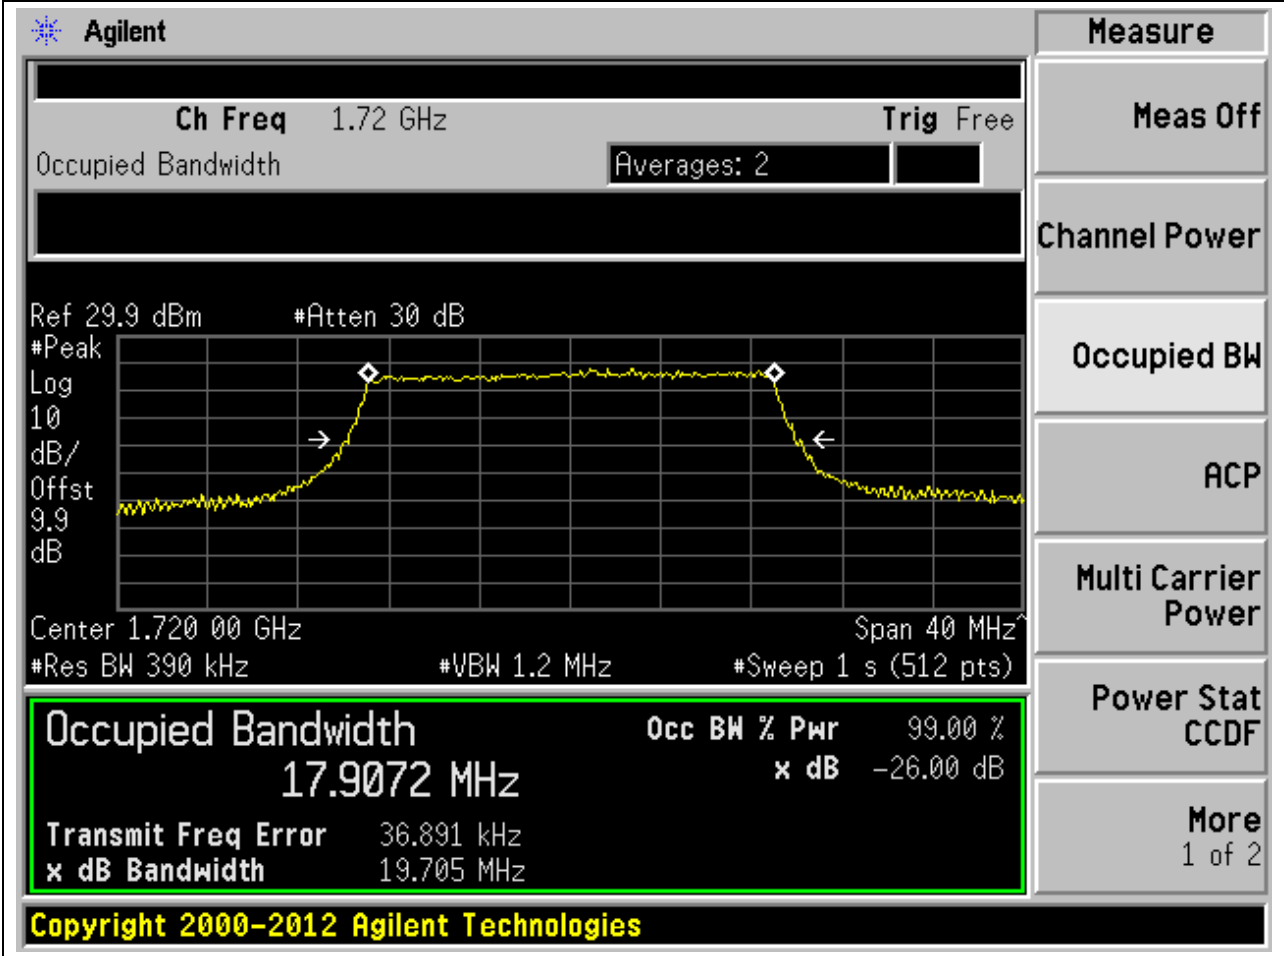 Agilent
Measure
Ch Freq 1.72 GHz Trig Free
Occupied Bandwidth Averages: 2
Meas Off
Channel Power
Occupied BW
ACP
Multi Carrier
Power
Power Stat
CCDF
More
1 of 2
Ref 29.9 dBm #Atten 30 dB
#Peak
Log
10
dB/
Offst
9.9
dB
Center 1.720 00 GHz Span 40 MHz^
#Res BW 390 kHz #VBW 1.2 MHz #Sweep 1 s (512 pts)
Occupied Bandwidth Occ BW % Pwr 99.00 %
17.9072 MHz x dB -26.00 dB
Transmit Freq Error 36.891 kHz
x dB Bandwidth 19.705 MHz
Copyright 2000-2012 Agilent Technologies